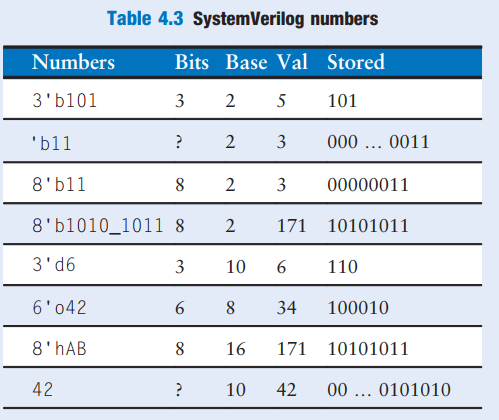 Table 4.3 SystemVerilog numbers
Numbers Bits Base Val Stored
3'b101 3 2 5 101
'b11 ? 2 3 000 ... 0011
8'b11 8 2 3 00000011
8'b1010_1011 8 2 171 10101011
3'd6 3 10 6 110
6'o42 6 8 34 100010
8'hAB 8 16 171 10101011
42 ? 10 42 00 ... 0101010